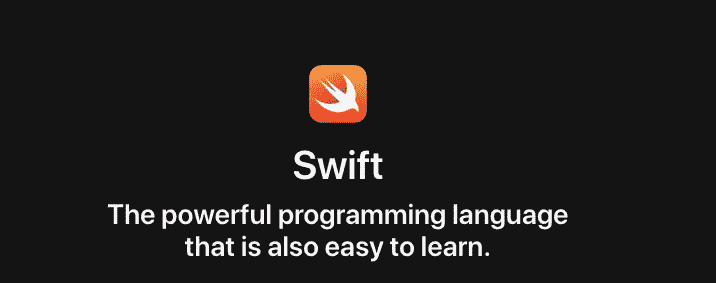 Swift
The powerful programming language
that is also easy to learn.